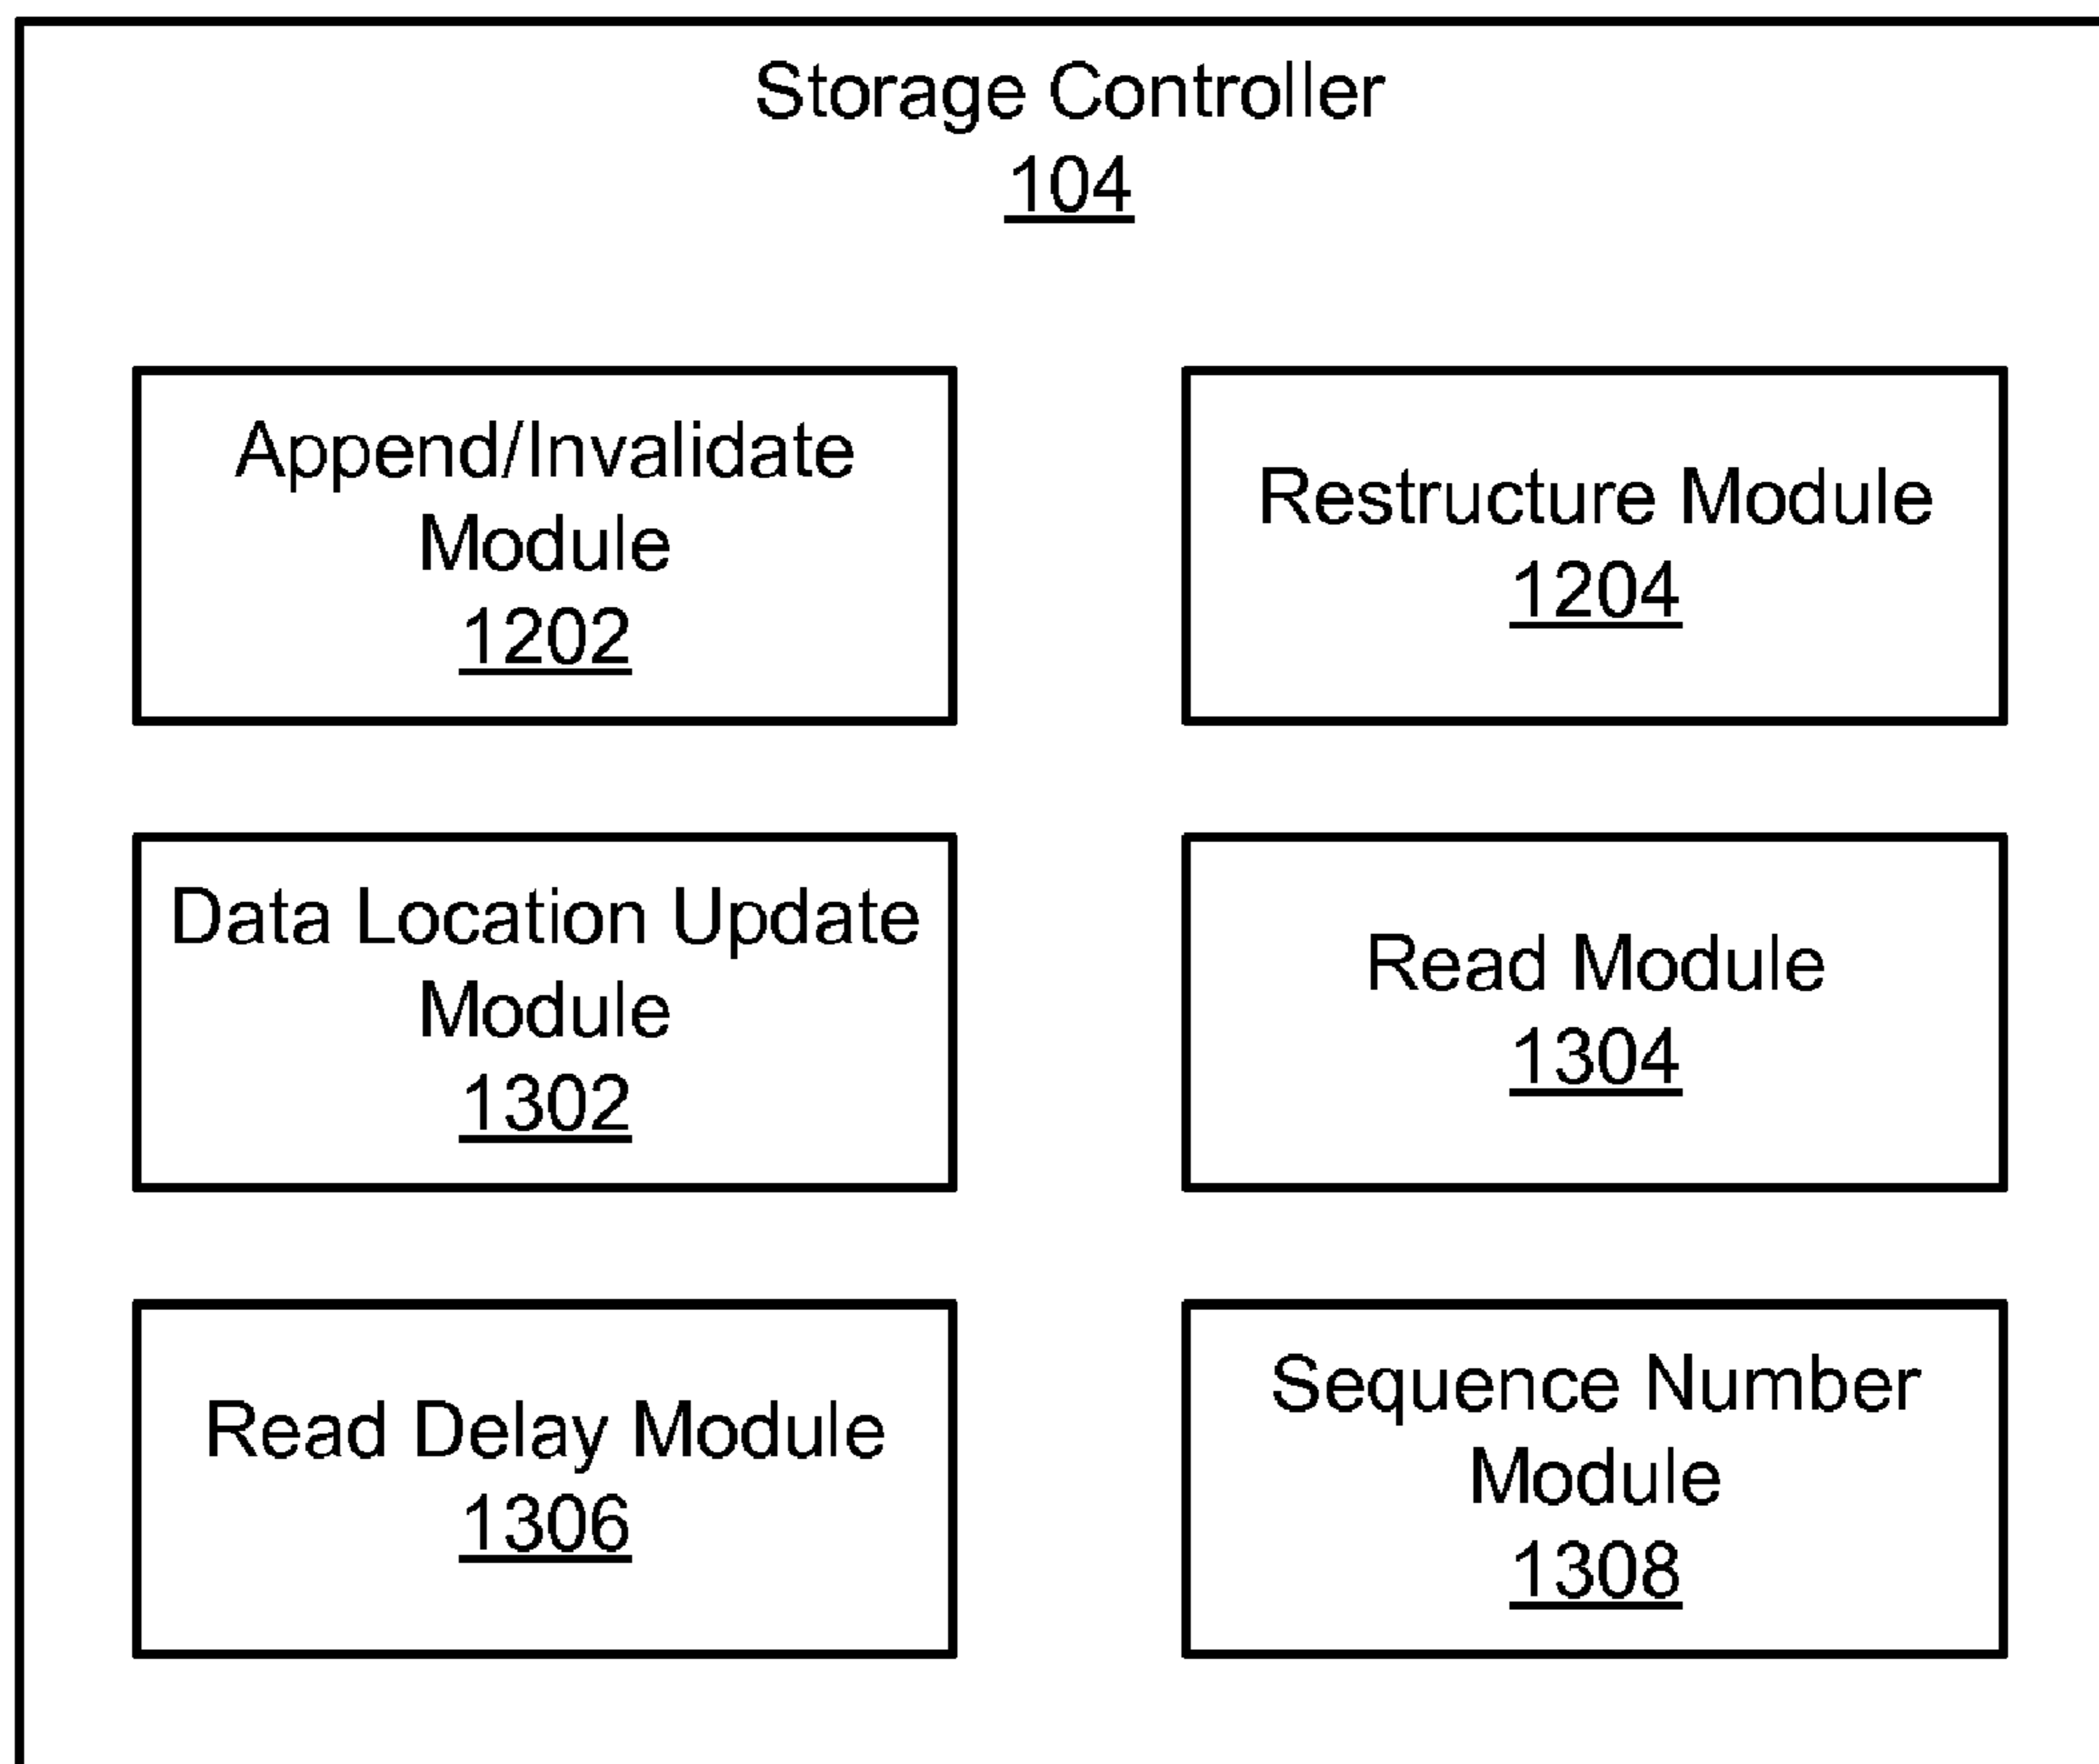 Storage Controller
104
Append/Invalidate
Module
1202
Restructure Module
1204
Data Location Update
Module
1302
Read Module
1304
Read Delay Module
1306
Sequence Number
Module
1308